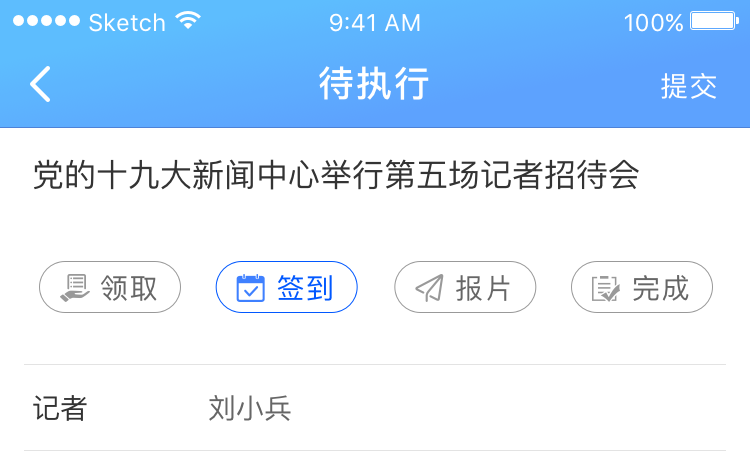 Sketch 9:41 AM 100%
待执行 提交
党的十九大新闻中心举行第五场记者招待会
领取 签到 报片 完成
记者 刘小兵